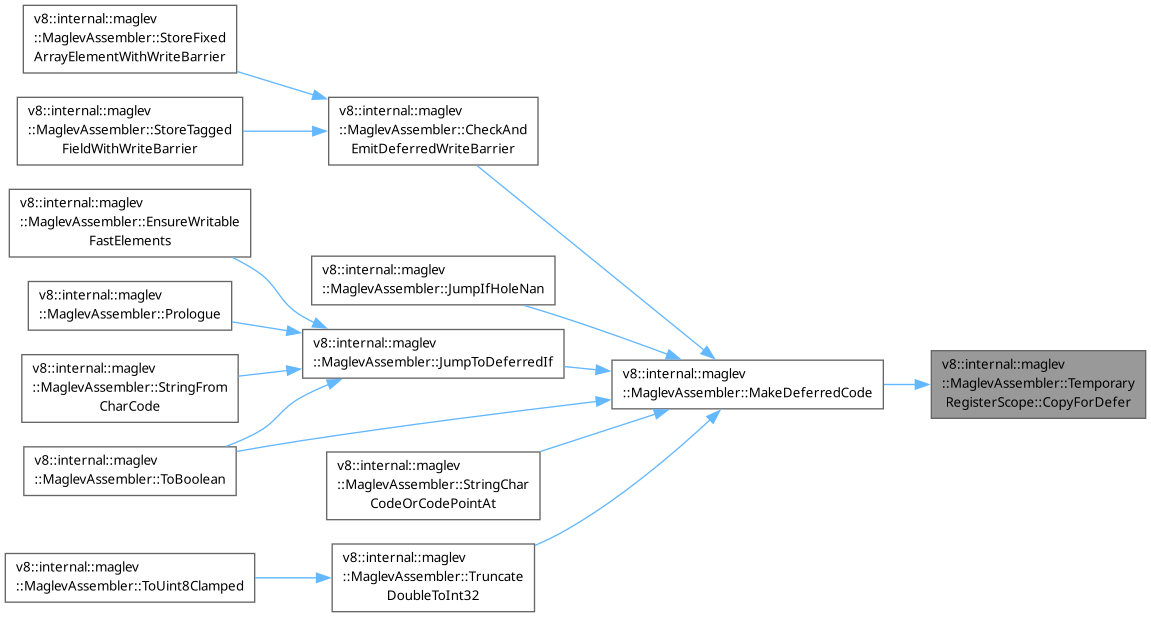 v8::internal::maglev
::MaglevAssembler::StoreFixed
ArrayElementWithWriteBarrier
v8::internal::maglev
::MaglevAssembler::StoreTagged
FieldWithWriteBarrier
v8::internal::maglev
::MaglevAssembler::CheckAnd
EmitDeferredWriteBarrier
v8::internal::maglev
::MaglevAssembler::EnsureWritable
FastElements
v8::internal::maglev
::MaglevAssembler::JumpIfHoleNan
v8::internal::maglev
::MaglevAssembler::Prologue
v8::internal::maglev
::MaglevAssembler::JumpToDeferredIf
v8::internal::maglev
::MaglevAssembler::StringFrom
CharCode
v8::internal::maglev
::MaglevAssembler::MakeDeferredCode
v8::internal::maglev
::MaglevAssembler::Temporary
RegisterScope::CopyForDefer
v8::internal::maglev
::MaglevAssembler::ToBoolean
v8::internal::maglev
::MaglevAssembler::StringChar
CodeOrCodePointAt
v8::internal::maglev
::MaglevAssembler::ToUint8Clamped
v8::internal::maglev
::MaglevAssembler::Truncate
DoubleToInt32